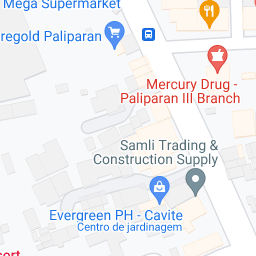 Mega Supermarket
regold Paliparan
Mercury Drug -
Paliparan III Branch
Samli Trading &
Construction Supply
Evergreen PH - Cavite
Centro de jardinagem
sort